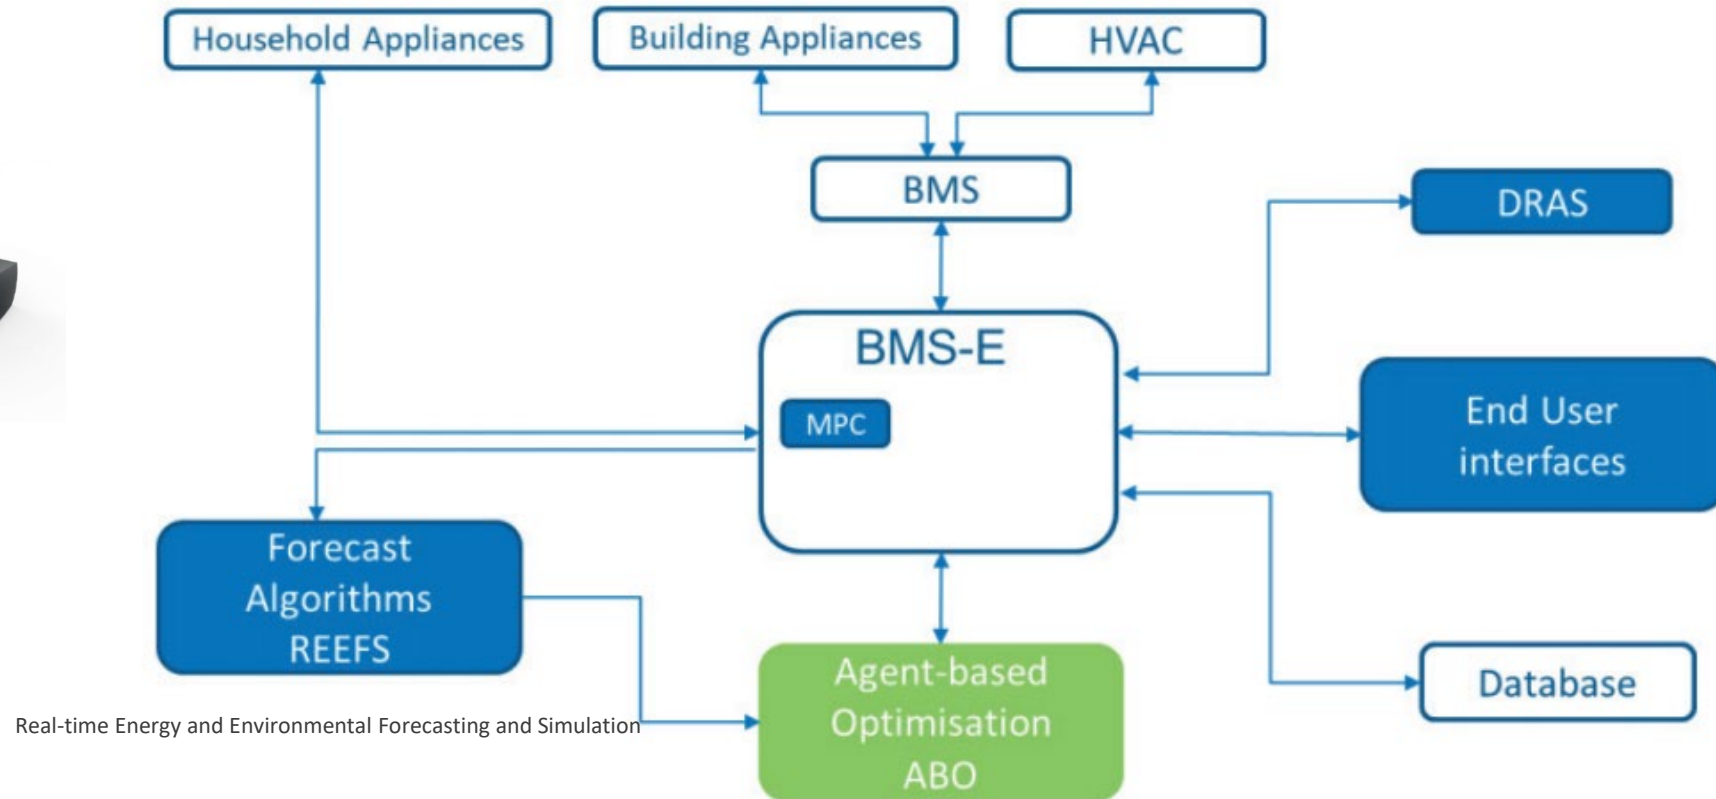 Household Appliances
Building Appliances
HVAC
BMS
DRAS
BMS-E
MPC
End User
interfaces
Forecast
Algorithms
REEFS
Agent-based
Optimisation
ABO
Database
Real-time Energy and Environmental Forecasting and Simulation